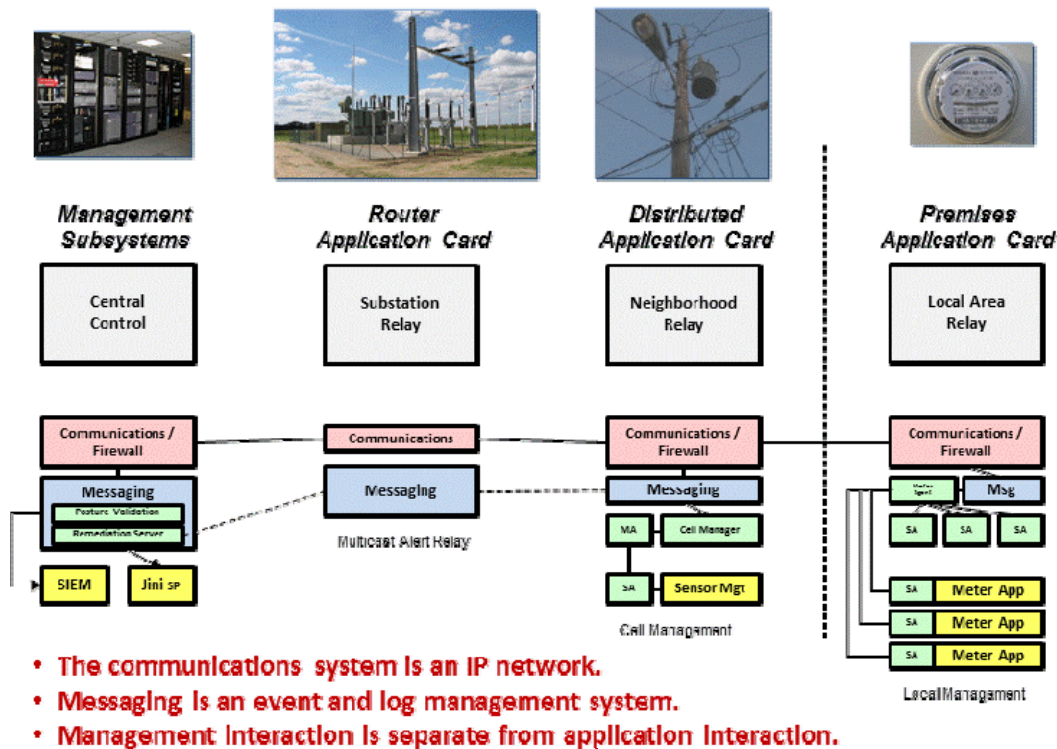 Management
Subsystems
Router
Application Card
Distributed
Application Card
Premises
Application Card
Central
Control
Substation
Relay
Neighborhood
Relay
Local Area
Relay
Communications /
Firewall
Communications
Communications /
Firewall
Communications /
Firewall
Messaging
Posture Validation
Remediation Server
Messaging
Messaging
Msg
Multicast Alert Relay
MA
Cell Manager
SA
SA
SA
SIEM
Jini SP
SA
Sensor Mgt
SA
Meter App
SA
Meter App
SA
Meter App
Cell Management
Local Management
• The communications system is an IP network.
• Messaging is an event and log management system.
• Management interaction is separate from application interaction.